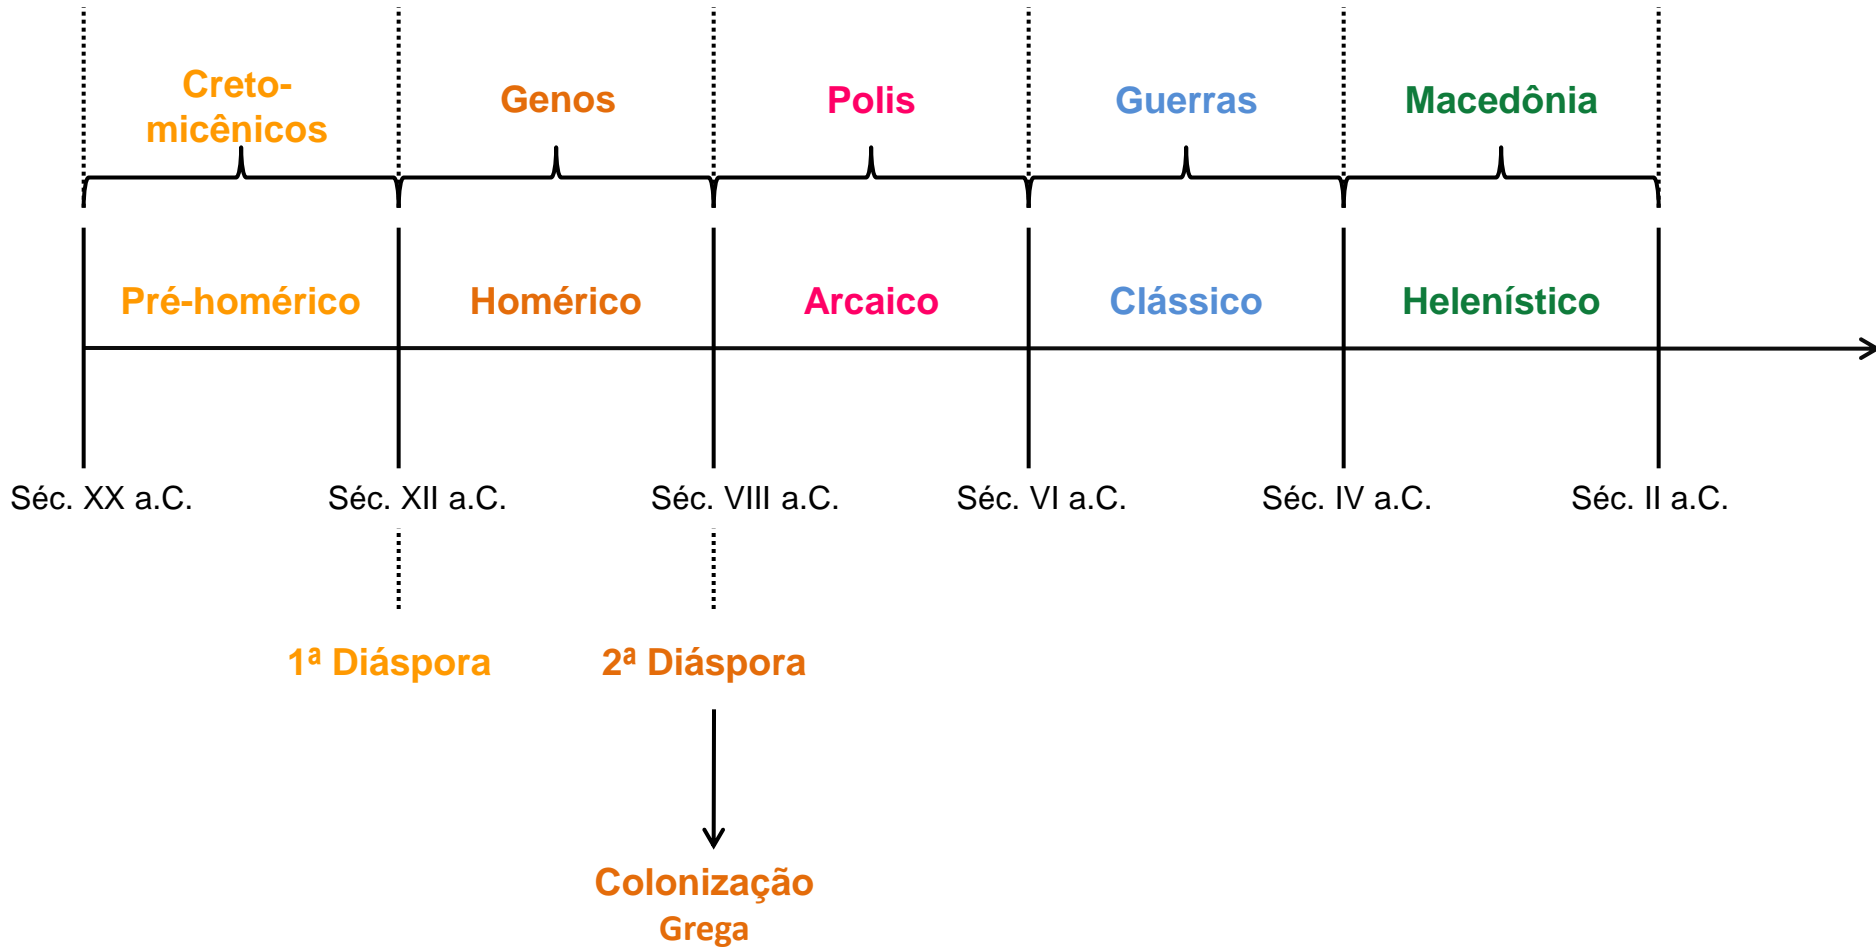 Creto-
micênicos
Genos
Polis
Guerras
Macedônia
Pré-homérico
Homérico
Arcaico
Clássico
Helenístico
Séc. XX a.C.
Séc. XII a.C.
Séc. VIII a.C.
Séc. VI a.C.
Séc. IV a.C.
Séc. II a.C.
1ª Diáspora
2ª Diáspora
Colonização
Grega